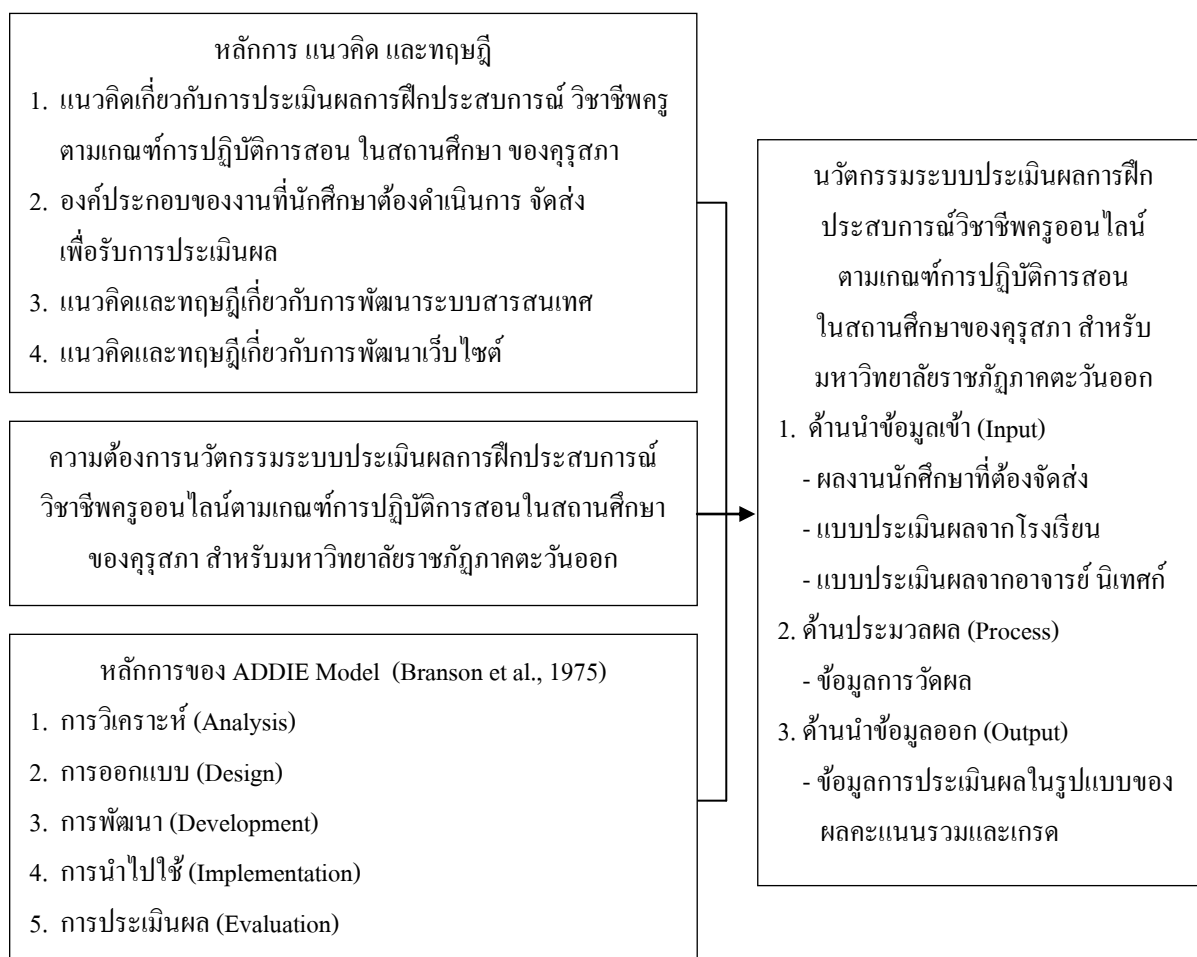 หลักการ แนวคิด และทฤษฎี
1. แนวคิดเกี่ยวกับการประเมินผลการฝึกประสบการณ์ วิชาชีพครู
ตามเกณฑ์การปฏิบัติการสอน ในสถานศึกษา ของคุรุสภา
2. องค์ประกอบของงานที่นักศึกษาต้องดำเนินการ จัดส่ง
เพื่อรับการประเมินผล
3. แนวคิดและทฤษฎีเกี่ยวกับการพัฒนาระบบสารสนเทศ
4. แนวคิดและทฤษฎีเกี่ยวกับการพัฒนาเว็บไซต์
ความต้องการนวัตกรรมระบบประเมินผลการฝึกประสบการณ์
วิชาชีพครูออนไลน์ตามเกณฑ์การปฏิบัติการสอนในสถานศึกษา
ของคุรุสภา สำหรับมหาวิทยาลัยราชภัฏภาคตะวันออก
หลักการของ ADDIE Model (Branson et al., 1975)
1. การวิเคราะห์ (Analysis)
2. การออกแบบ (Design)
3. การพัฒนา (Development)
4. การนำไปใช้ (Implementation)
5. การประเมินผล (Evaluation)
นวัตกรรมระบบประเมินผลการฝึก
ประสบการณ์วิชาชีพครูออนไลน์
ตามเกณฑ์การปฏิบัติการสอน
ในสถานศึกษาของคุรุสภา สำหรับ
มหาวิทยาลัยราชภัฏภาคตะวันออก
1. ด้านนำข้อมูลเข้า (Input)
- ผลงานนักศึกษาที่ต้องจัดส่ง
- แบบประเมินผลจากโรงเรียน
- แบบประเมินผลจากอาจารย์ นิเทศก์
2. ด้านประมวลผล (Process)
- ข้อมูลการวัดผล
3. ด้านนำข้อมูลออก (Output)
- ข้อมูลการประเมินผลในรูปแบบของ
ผลคะแนนรวมและเกรด